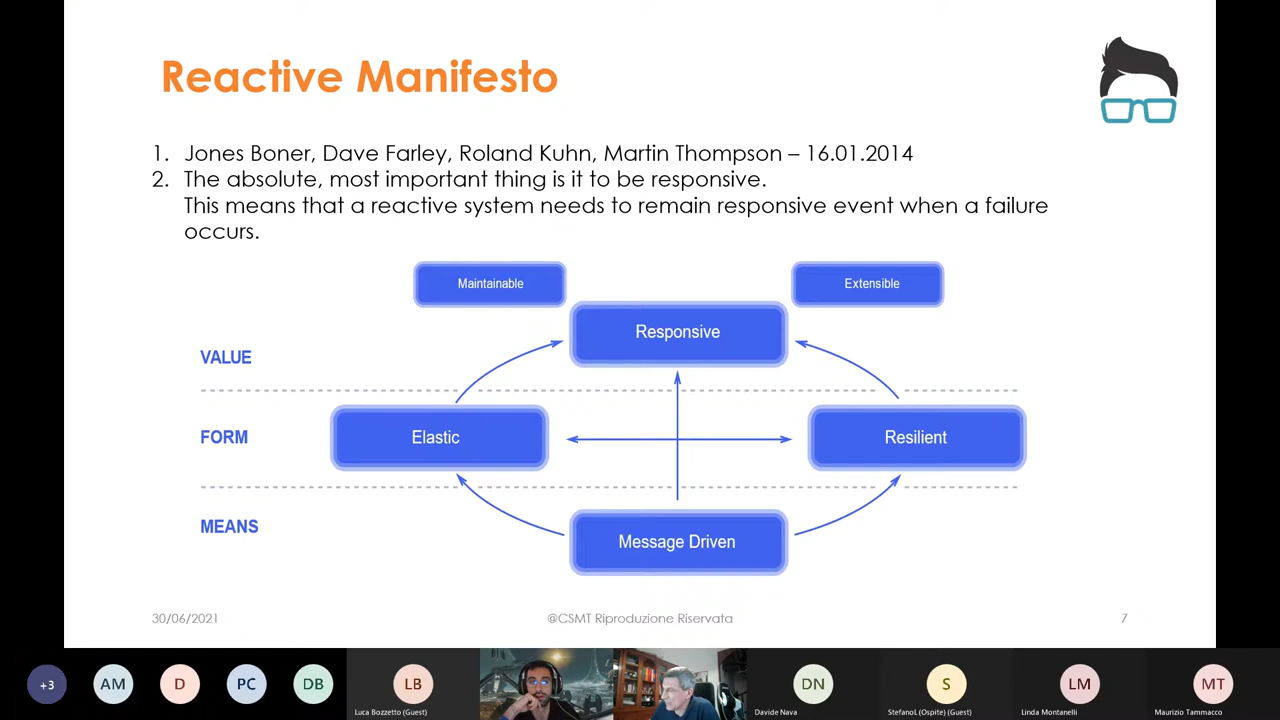 Reactive Manifesto
1. Jones Boner, Dave Farley, Roland Kuhn, Martin Thompson – 16.01.2014
2. The absolute, most important thing is it to be responsive.
This means that a reactive system needs to remain responsive event when a failure
occurs.
Maintainable
Extensible
Responsive
VALUE
FORM
Elastic
Resilient
MEANS
Message Driven
30/06/2021
@CSMT Riproduzione Riservata
7
+3
AM
D
PC
DB
LB
DN
S
LM
MT
Luca Bozzetto (Guest)
Davide Nava
StefanoL (Ospite) (Guest)
Linda Montanelli
Maurizio Tammacco